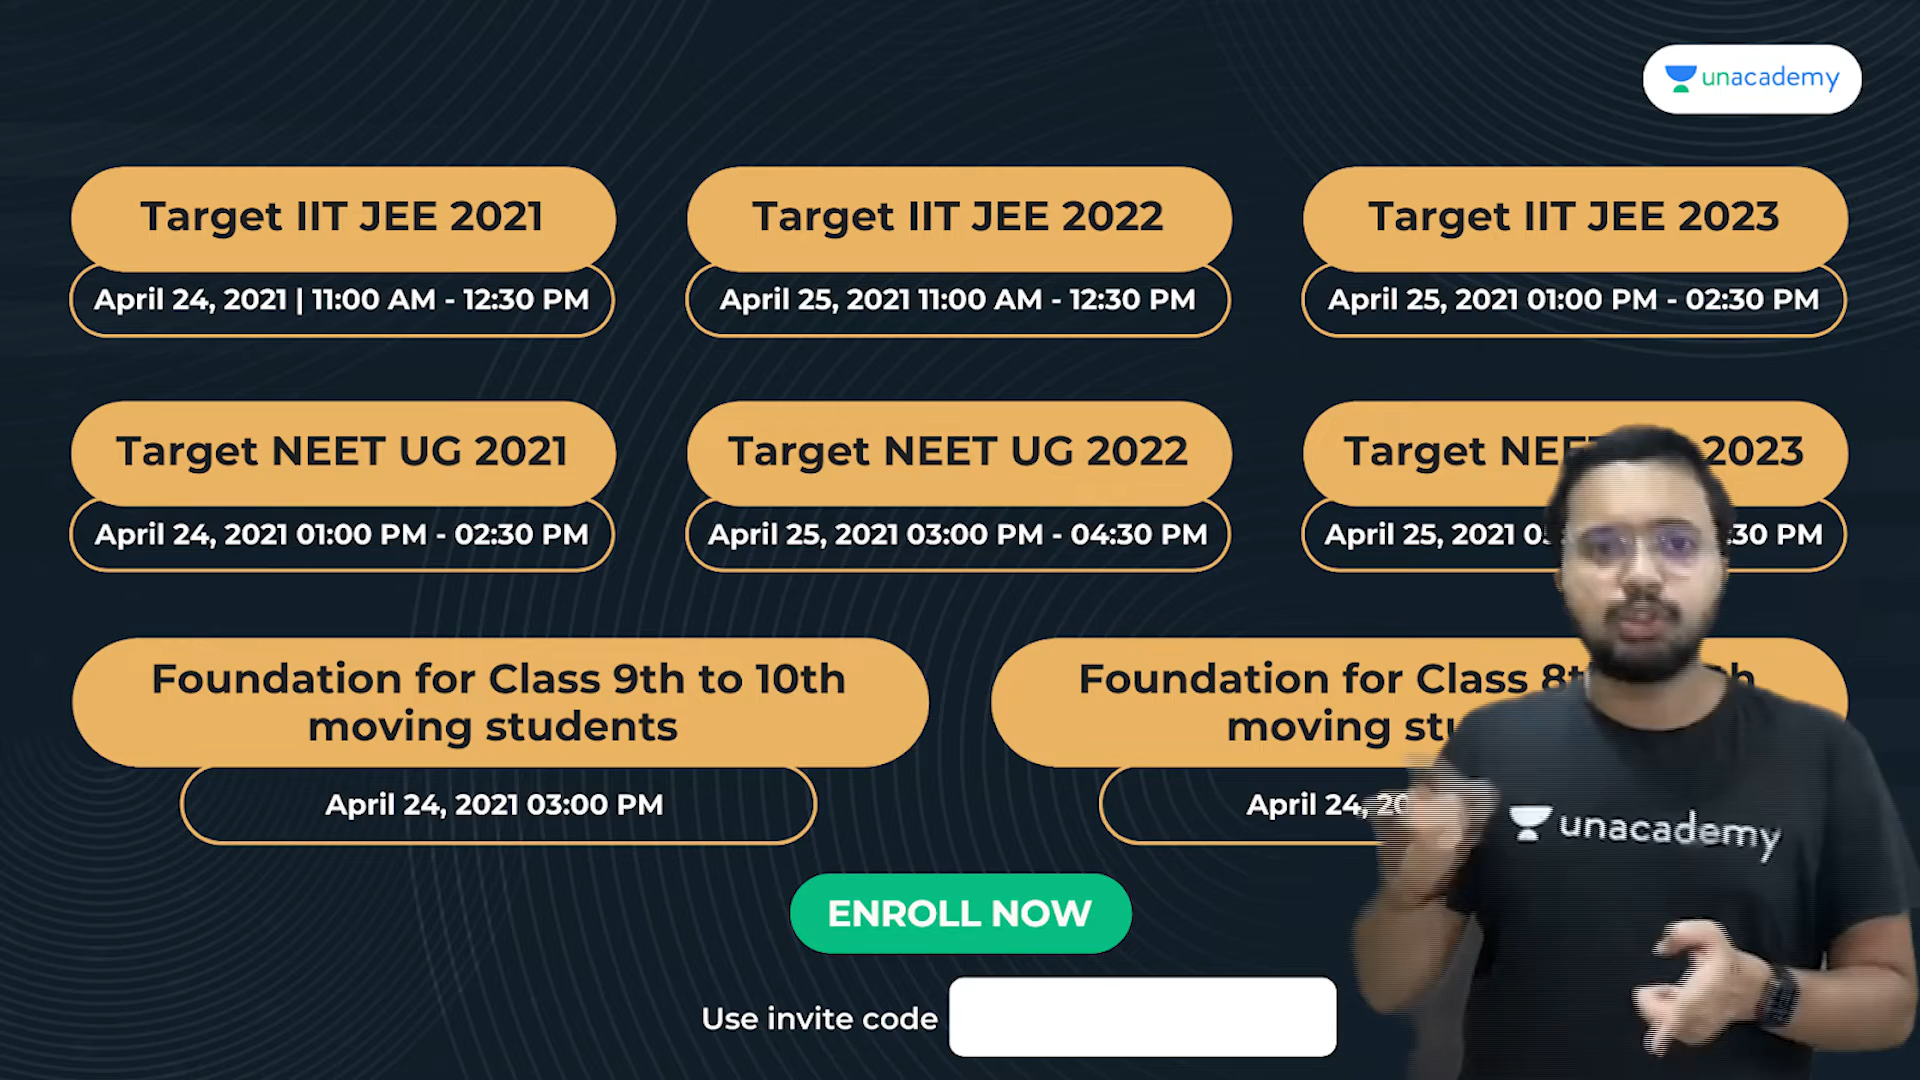 unacademy
Target IIT JEE 2021
April 24, 2021 | 11:00 AM - 12:30 PM
Target IIT JEE 2022
April 25, 2021 11:00 AM - 12:30 PM
Target IIT JEE 2023
April 25, 2021 01:00 PM - 02:30 PM
Target NEET UG 2021
April 24, 2021 01:00 PM - 02:30 PM
Target NEET UG 2022
April 25, 2021 03:00 PM - 04:30 PM
Target 2023
April 25, 2021 :30 PM
Foundation for Class 9th to 10th
moving students
April 24, 2021 03:00 PM
Foundation for Class
moving
April 24,
unacademy
ENROLL NOW
Use invite code